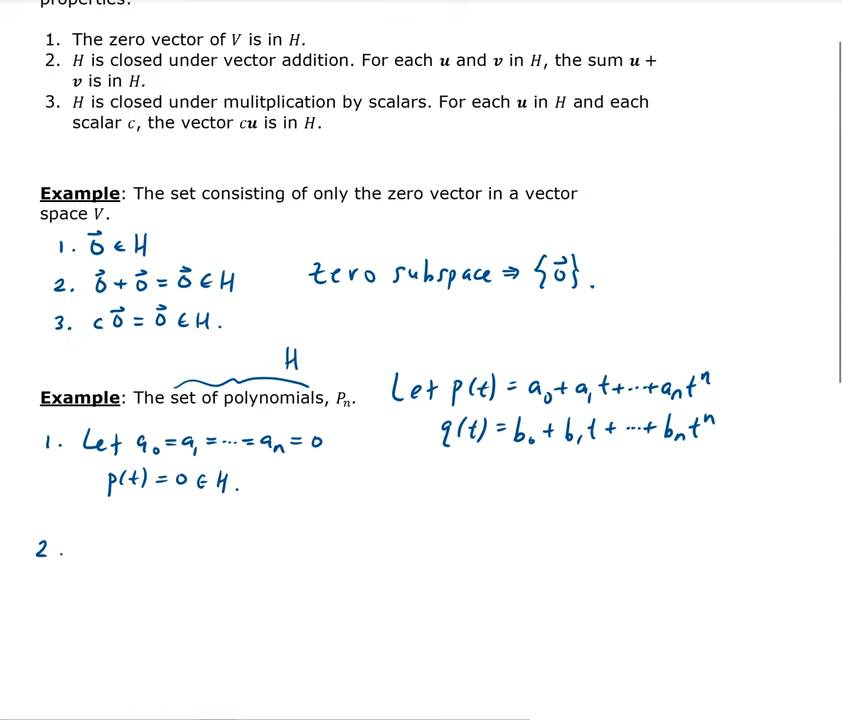 properties:
1. The zero vector of V is in H.
2. H is closed under vector addition. For each u and v in H, the sum u +
v is in H.
3. H is closed under mulitplication by scalars. For each u in H and each
scalar c, the vector cu is in H.
Example: The set consisting of only the zero vector in a vector
space V.
1. 0⃗ ∈ H
2. 0⃗ + 0⃗ = 0⃗ ∈ H
zero subspace ⇒ {0⃗}.
3. c 0⃗ = 0⃗ ∈ H.
H
Example: The set of polynomials, Pₙ.
Let p(t) = a₀ + a₁t + ... + aₙtⁿ
q(t) = b₀ + b₁t + ... + bₙtⁿ
1. Let a₀ = a₁ = ... = aₙ = 0
p(t) = 0 ∈ H.
2.